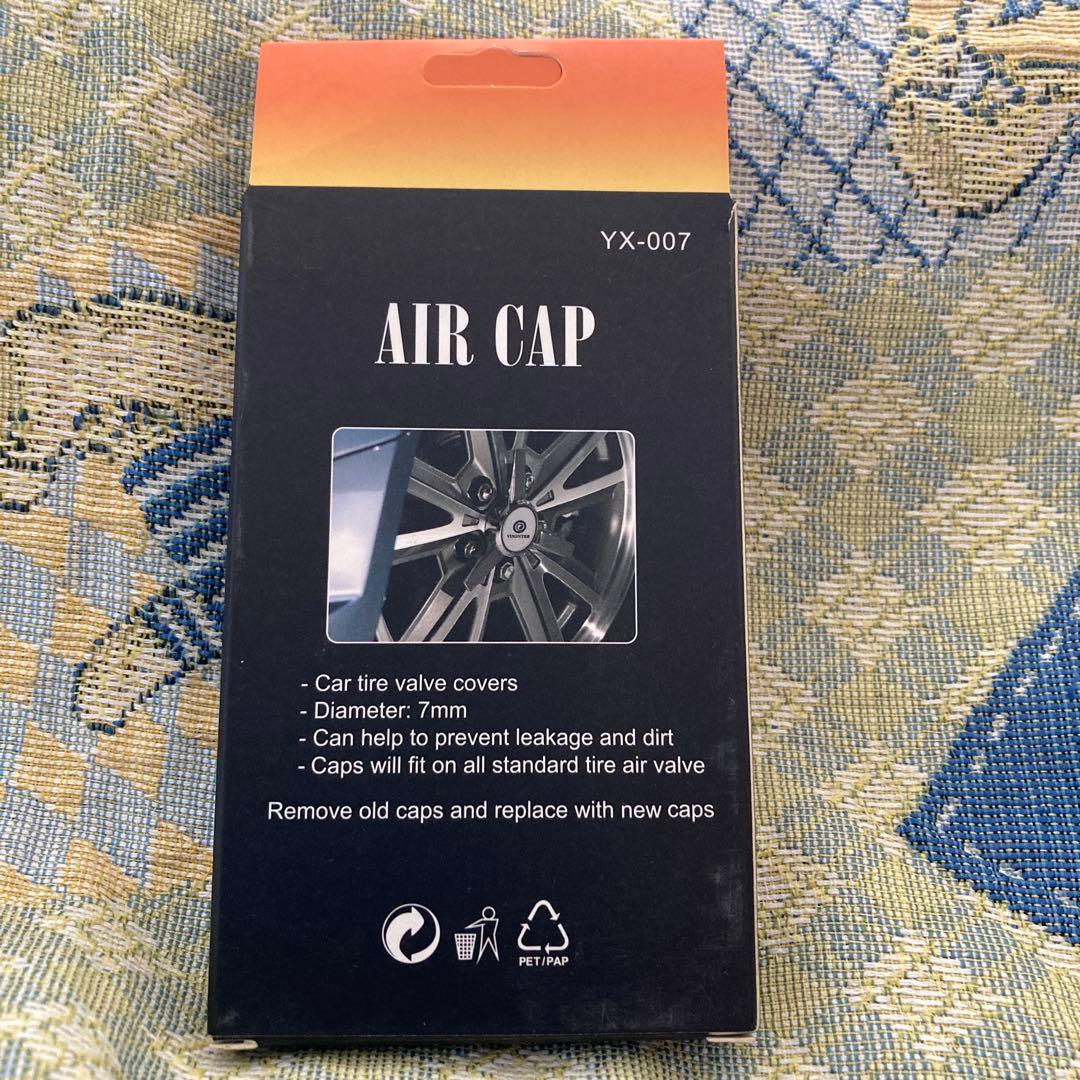 YX-007
AIR CAP
- Car tire valve covers
- Diameter: 7mm
- Can help to prevent leakage and dirt
- Caps will fit on all standard tire air valve
Remove old caps and replace with new caps
PET/PAP